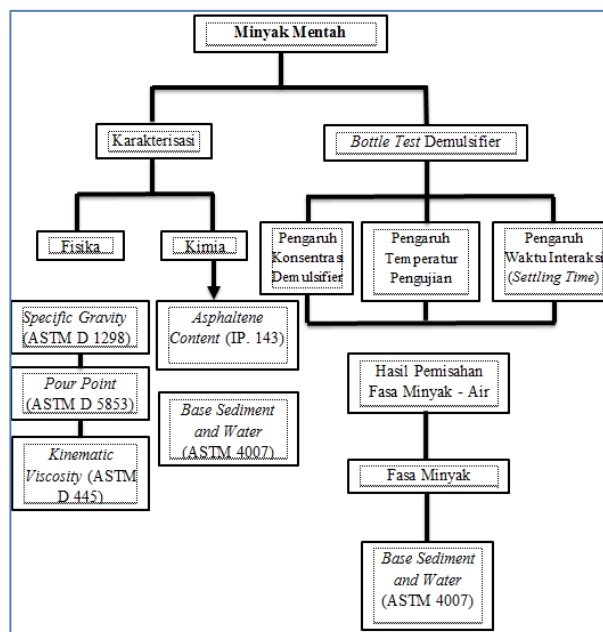 Minyak Mentah
Karakterisasi
Bottle Test Demulsifier
Fisika
Kimia
Pengaruh
Konsentrasi
Demulsifier
Pengaruh
Temperatur
Pengujian
Pengaruh
Waktu Interaksi
(Settling Time)
Specific Gravity
(ASTM D 1298)
Asphaltene
Content (IP. 143)
Pour Point
(ASTM D 5853)
Hasil Pemisahan
Fasa Minyak - Air
Base Sediment
and Water
(ASTM 4007)
Kinematic
Viscosity (ASTM
D 445)
Fasa Minyak
Base Sediment
and Water
(ASTM 4007)